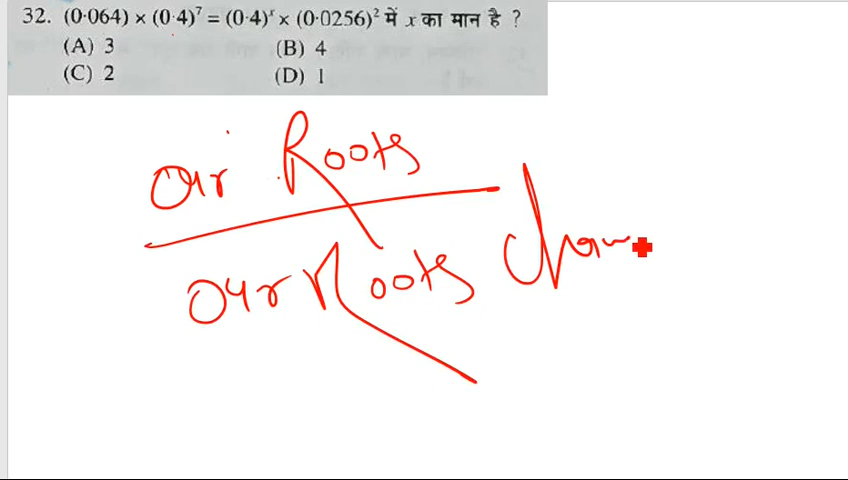 32. (0·064) × (0·4)⁷ = (0·4)ˣ × (0·0256)² में x का मान है ?
(A) 3 (B) 4
(C) 2 (D) 1
our Roots
our Roots